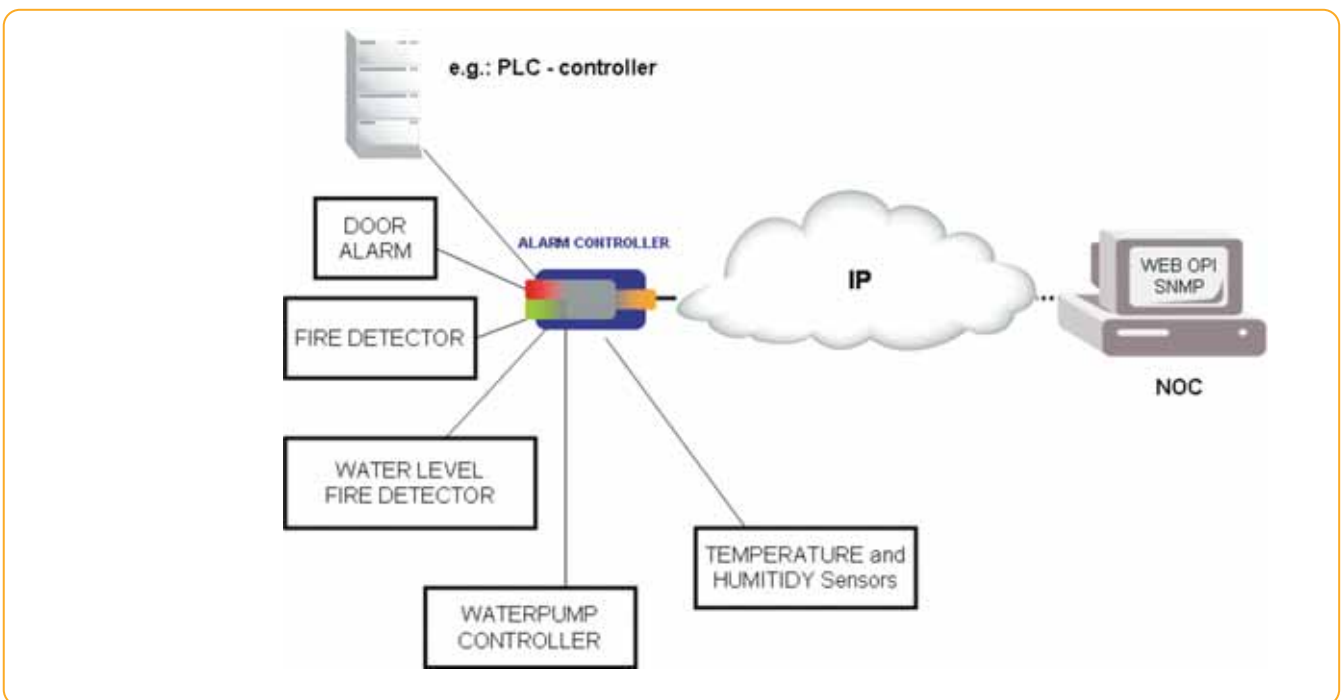 e.g.: PLC - controller
DOOR
ALARM
ALARM CONTROLLER
FIRE DETECTOR
IP
WEB OPI
SNMP
NOC
WATER LEVEL
FIRE DETECTOR
TEMPERATURE and
HUMITIDY Sensors
WATERPUMP
CONTROLLER